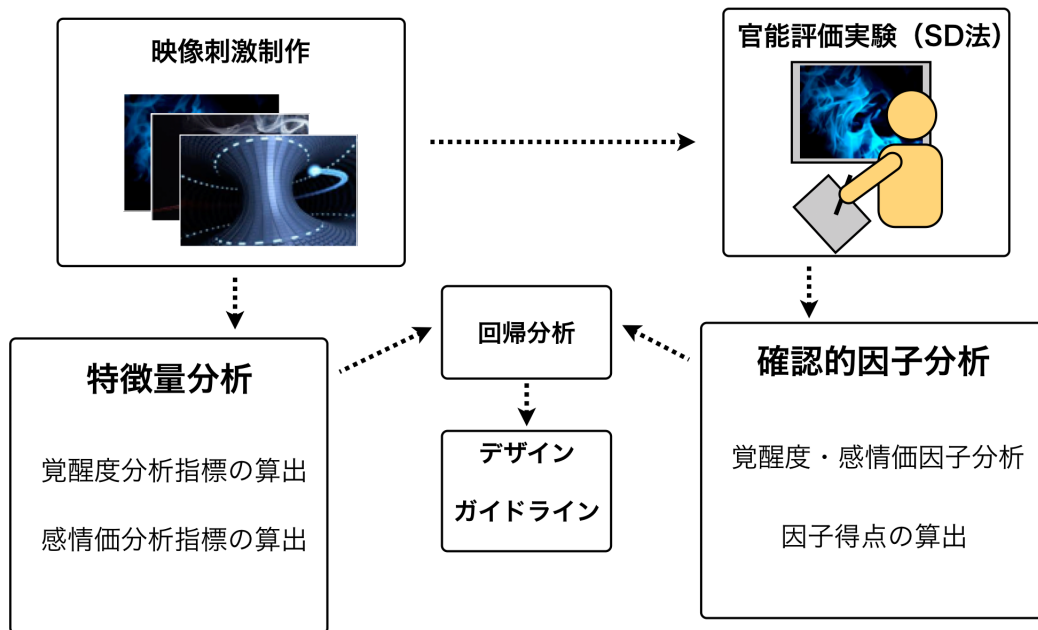 映像刺激制作
官能評価実験（SD法）
回帰分析
特徴量分析
覚醒度分析指標の算出
感情価分析指標の算出
デザイン
ガイドライン
確認的因子分析
覚醒度・感情価因子分析
因子得点の算出